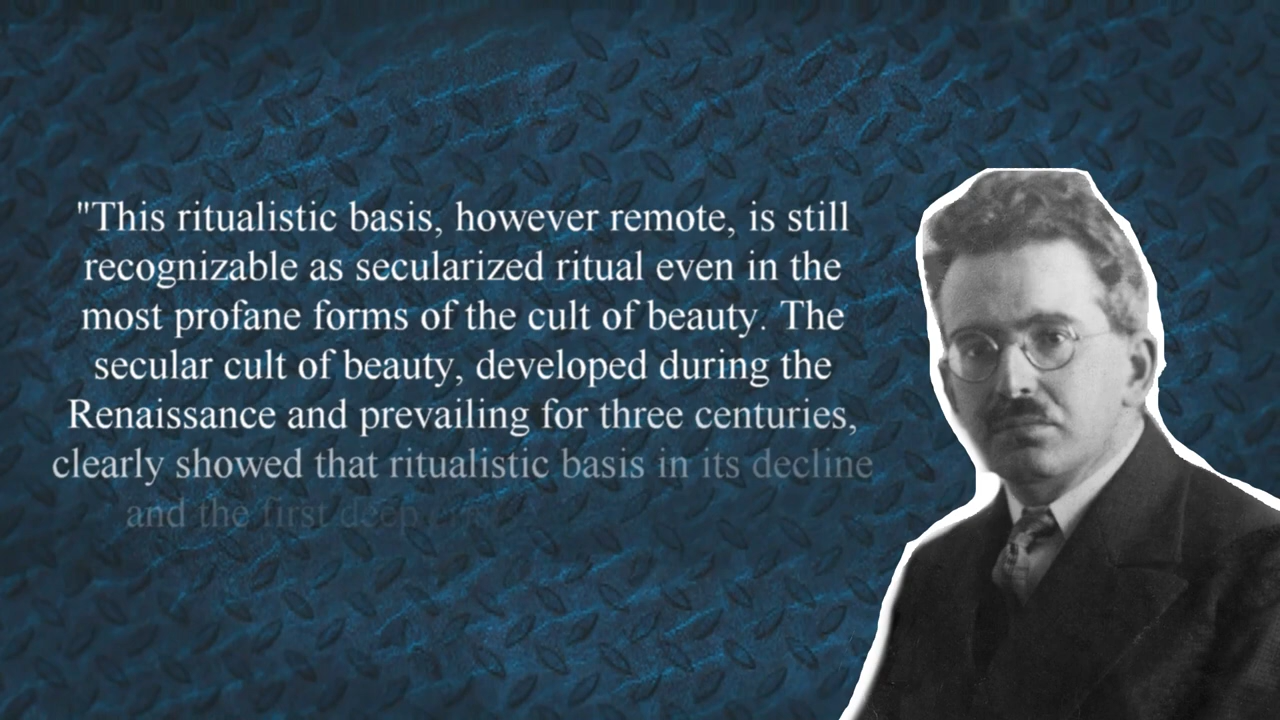 "This ritualistic basis, however remote, is still
recognizable as secularized ritual even in the
most profane forms of the cult of beauty. The
secular cult of beauty, developed during the
Renaissance and prevailing for three centuries,
clearly showed that ritualistic basis in its decline
and the first deep